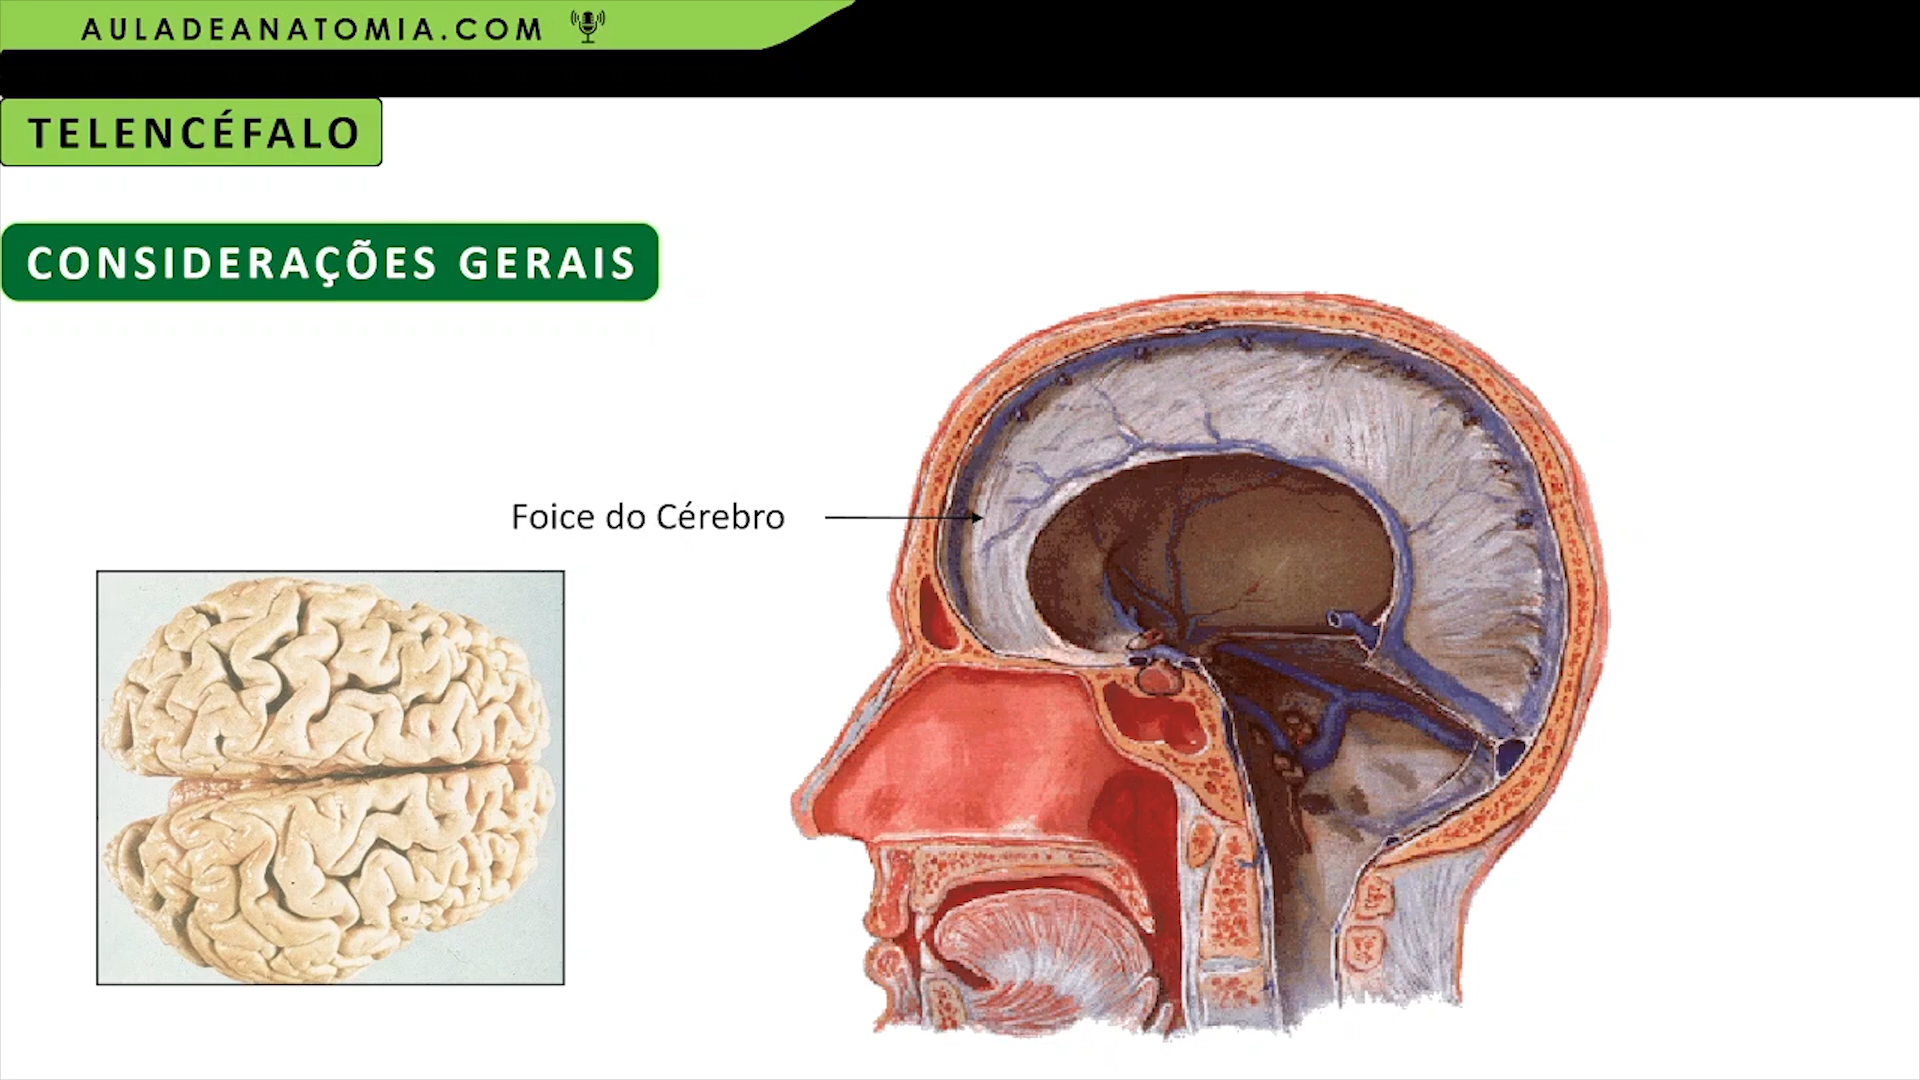 AULADEANATOMIA.COM
TELENCÉFALO
CONSIDERAÇÕES GERAIS
Foice do Cérebro